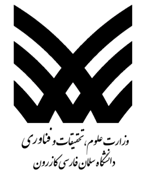 وزارت علوم، تحقیقات و فناوری
دانشگاه سلمان فارسی کازرون